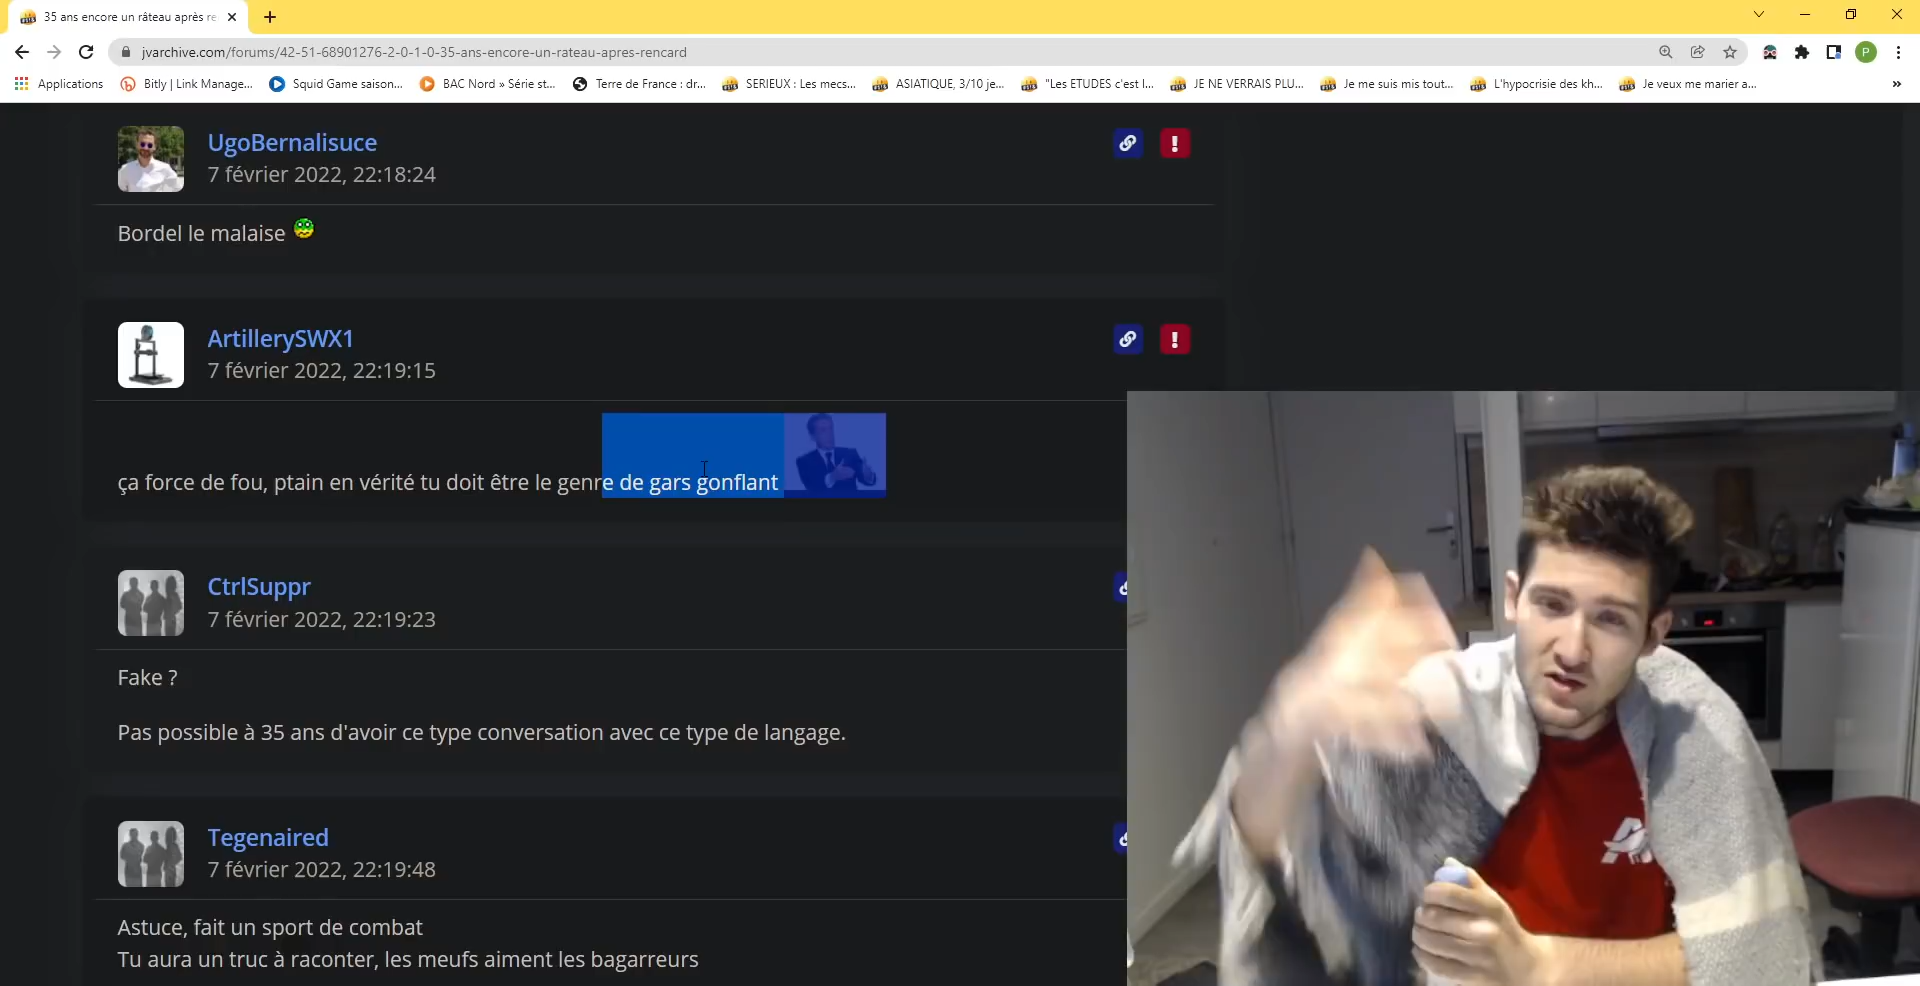 35 ans encore un râteau après re
jvarchive.com/forums/42-51-68901276-2-0-1-0-35-ans-encore-un-rateau-apres-rencard
P
Applications
Bitly | Link Manage...
Squid Game saison...
BAC Nord » Série st...
Terre de France : dr...
SERIEUX : Les mecs...
ASIATIQUE, 3/10 je...
"Les ETUDES c'est l...
JE NE VERRAIS PLU...
Je me suis mis tout...
L'hypocrisie des kh...
Je veux me marier a...
UgoBernalisuce
7 février 2022, 22:18:24
Bordel le malaise
ArtillerySWX1
7 février 2022, 22:19:15
ça force de fou, ptain en vérité tu doit être le genre de gars gonflant
CtrlSuppr
7 février 2022, 22:19:23
Fake ?
Pas possible à 35 ans d'avoir ce type conversation avec ce type de langage.
Tegenaired
7 février 2022, 22:19:48
Astuce, fait un sport de combat
Tu aura un truc à raconter, les meufs aiment les bagarreurs